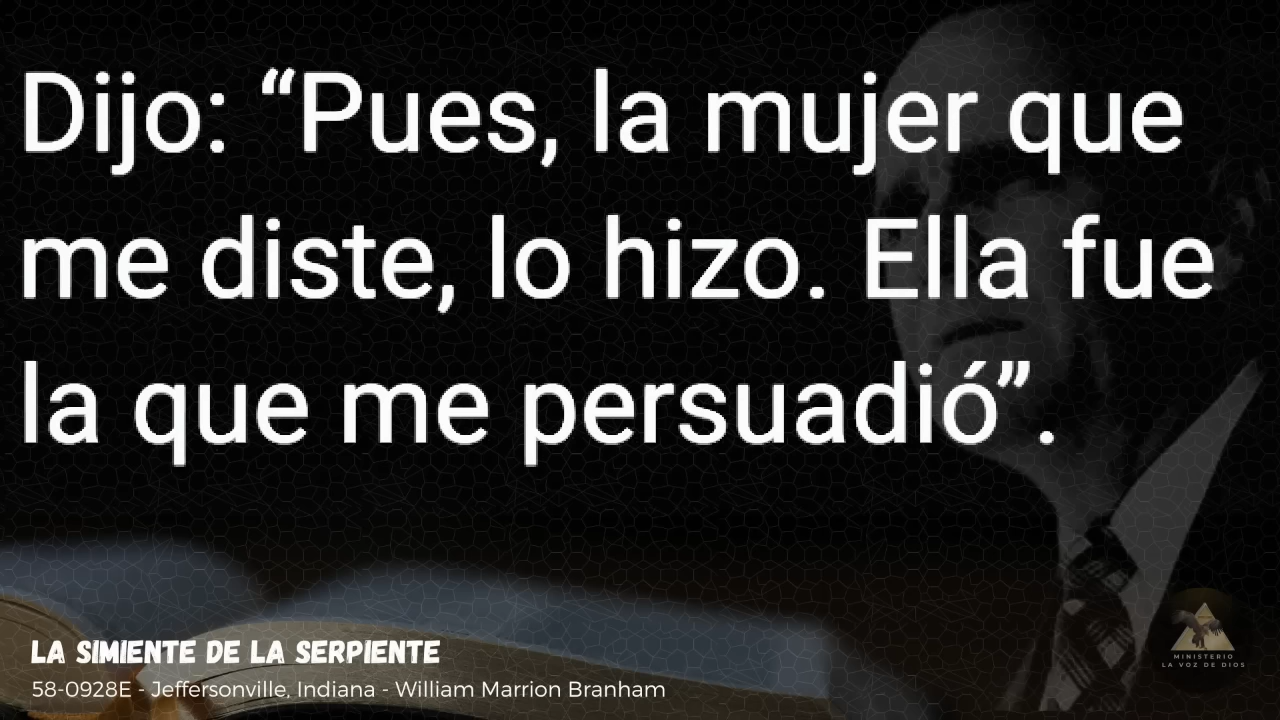 Dijo: “Pues, la mujer que
me diste, lo hizo. Ella fue
la que me persuadió”.
LA SIMIENTE DE LA SERPIENTE
58-0928E - Jeffersonville, Indiana - William Marrion Branham
MINISTERIO
LA VOZ DE DIOS